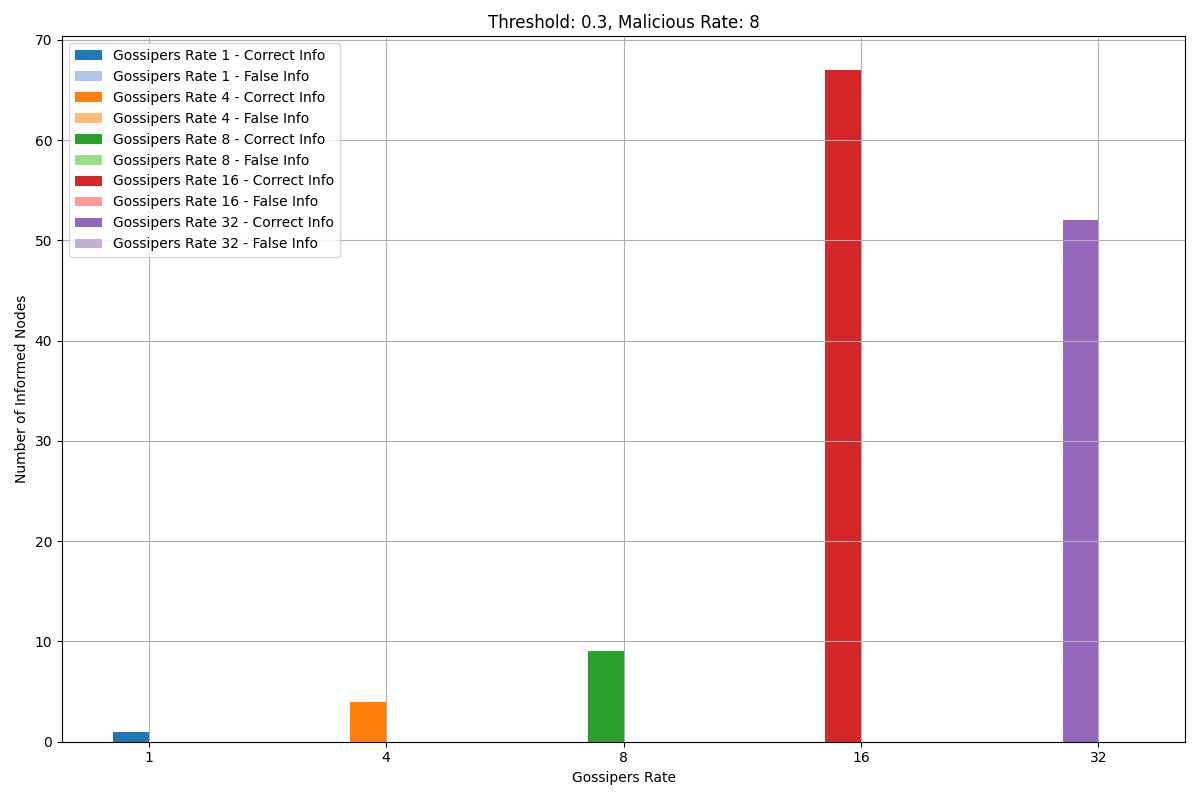 Threshold: 0.3, Malicious Rate: 8
70
60
50
40
30
20
10
0
Number of Informed Nodes
Gossipers Rate 1 - Correct Info
Gossipers Rate 1 - False Info
Gossipers Rate 4 - Correct Info
Gossipers Rate 4 - False Info
Gossipers Rate 8 - Correct Info
Gossipers Rate 8 - False Info
Gossipers Rate 16 - Correct Info
Gossipers Rate 16 - False Info
Gossipers Rate 32 - Correct Info
Gossipers Rate 32 - False Info
1 4 8 16 32
Gossipers Rate